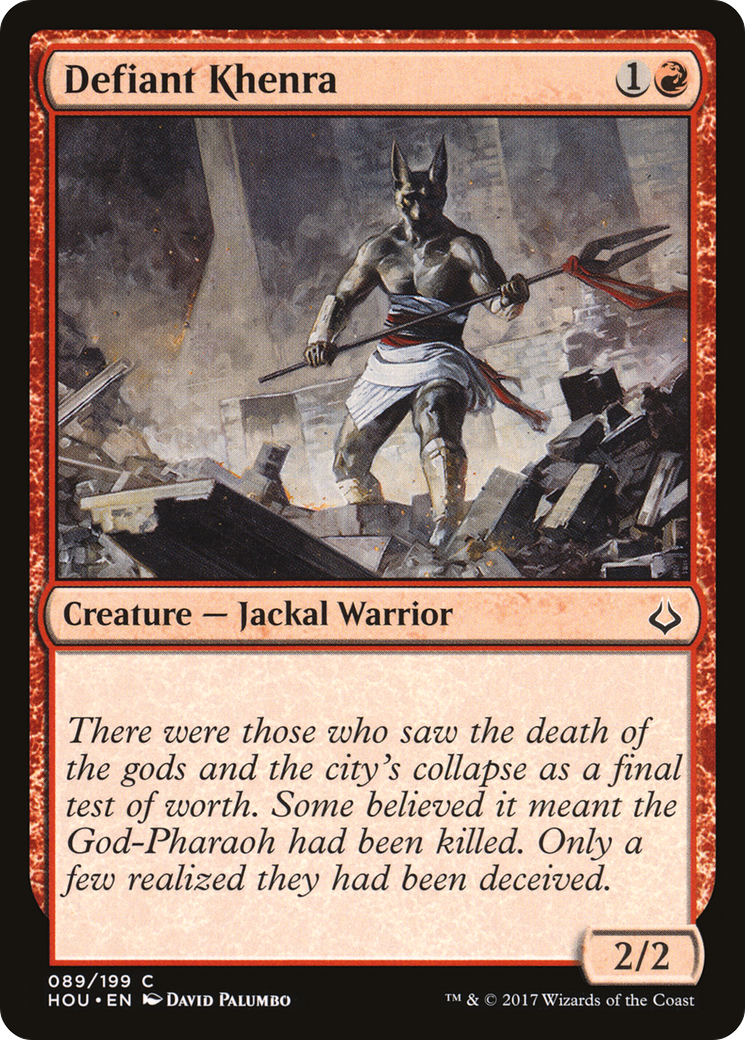 Defiant Khenra 1
Creature — Jackal Warrior
There were those who saw the death of
the gods and the city's collapse as a final
test of worth. Some believed it meant the
God-Pharaoh had been killed. Only a
few realized they had been deceived.
2/2
089/199 C
HOU • EN David Palumbo
™ & © 2017 Wizards of the Coast